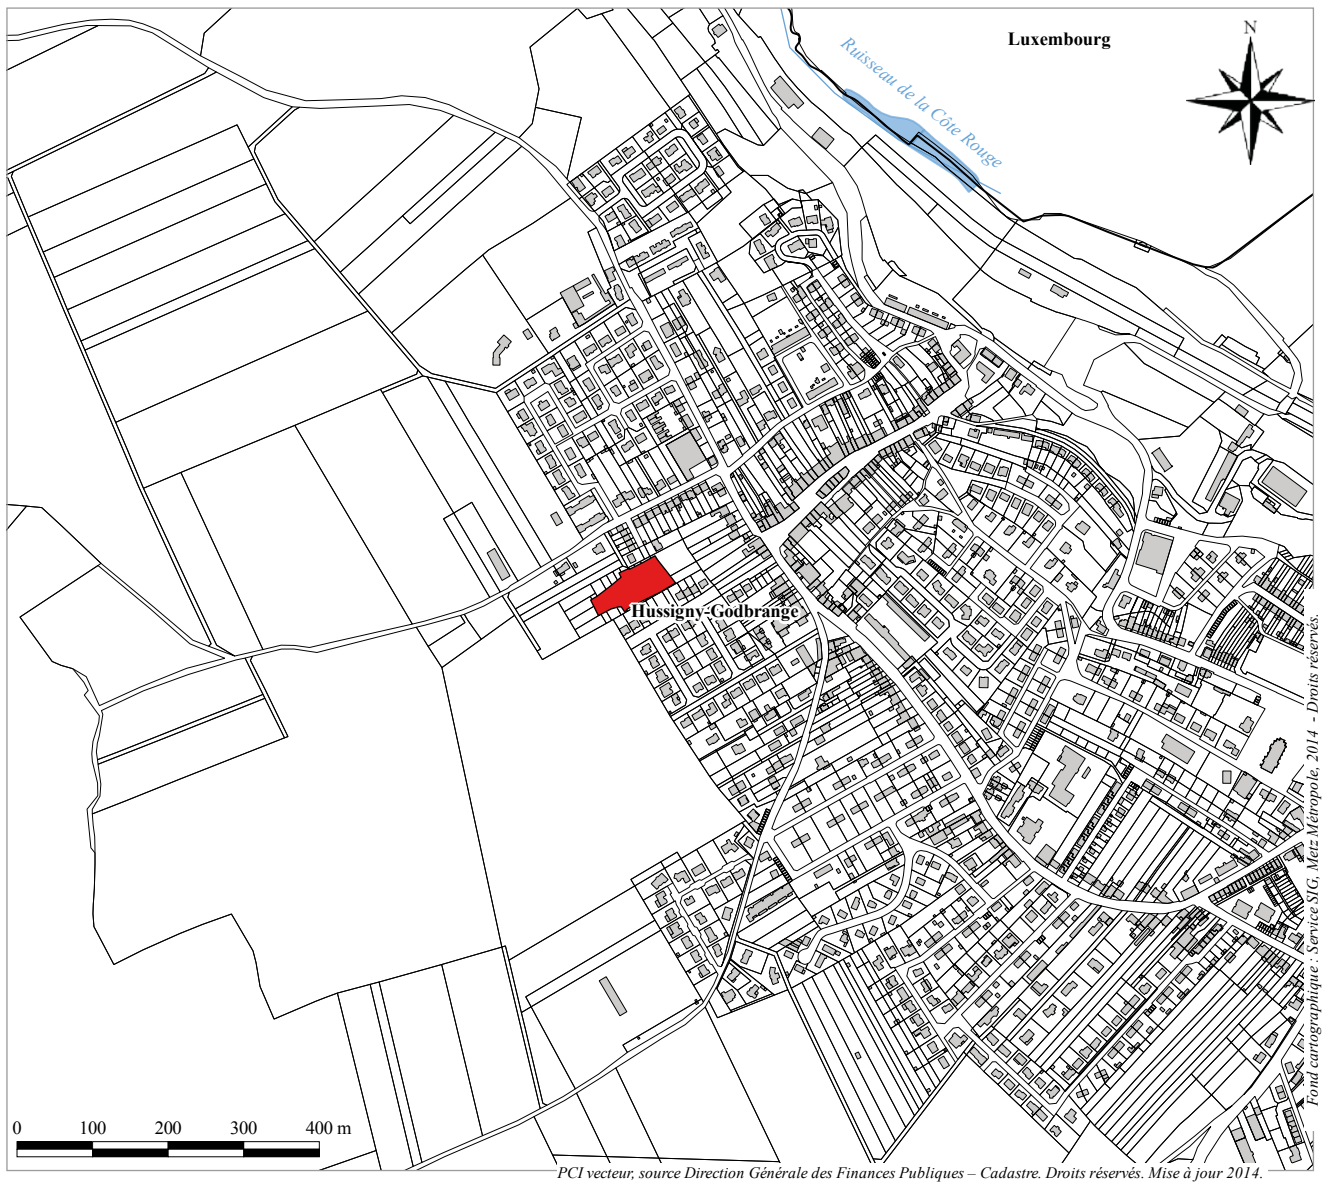 Luxembourg
N
Ruisseau de la Côte Rouge
Hussigny-Godbrange
Fond cartographique : Service SIG, Metz Métropole, 2014 - Droits réservés.
0 100 200 300 400 m
PCI vecteur, source Direction Générale des Finances Publiques – Cadastre. Droits réservés. Mise à jour 2014.